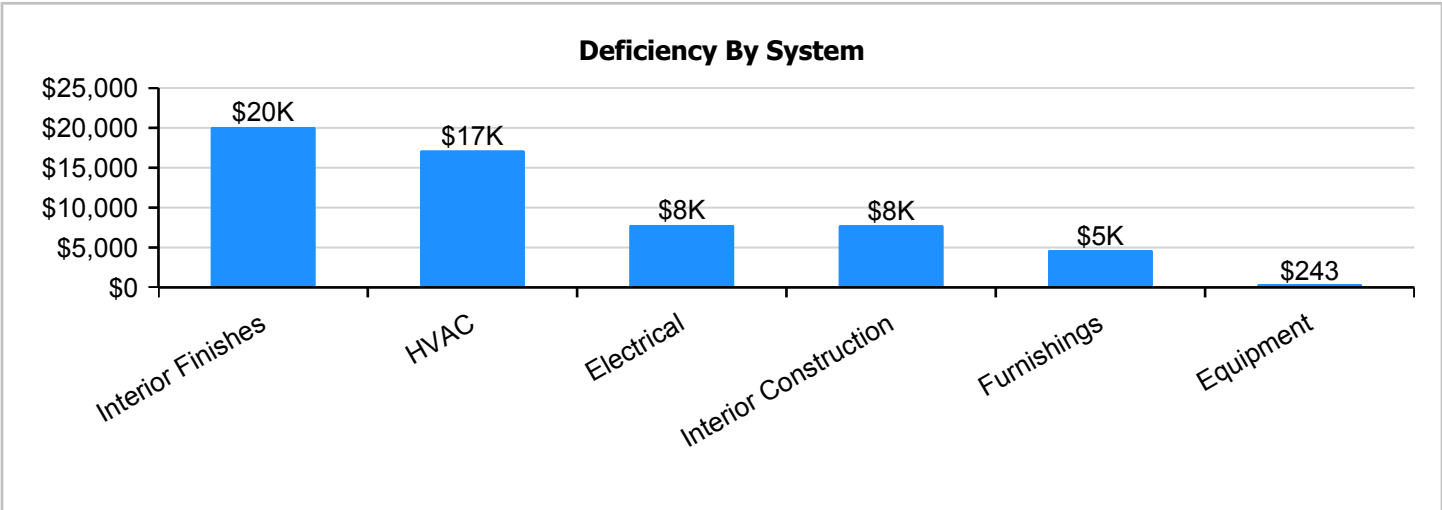 Deficiency By System
$25,000
$20,000
$15,000
$10,000
$5,000
$0
$20K
$17K
$8K
$8K
$5K
$243
Interior Finishes
HVAC
Electrical
Interior Construction
Furnishings
Equipment